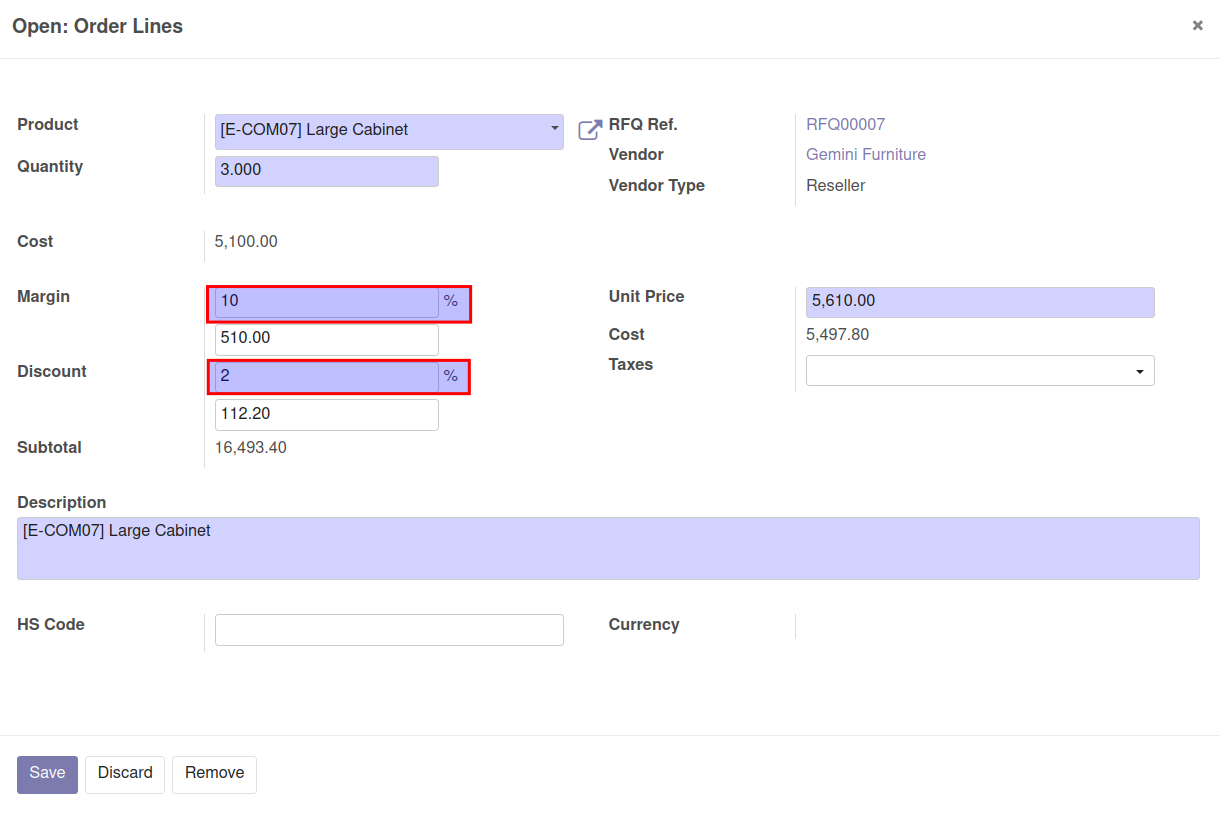 Open: Order Lines
×
Product
[E-COM07] Large Cabinet
Quantity
3.000
RFQ Ref.
RFQ00007
Vendor
Gemini Furniture
Vendor Type
Reseller
Cost
5,100.00
Margin
10 %
510.00
Discount
2 %
112.20
Subtotal
16,493.40
Unit Price
5,610.00
Cost
5,497.80
Taxes
Description
[E-COM07] Large Cabinet
HS Code
Currency
Save
Discard
Remove